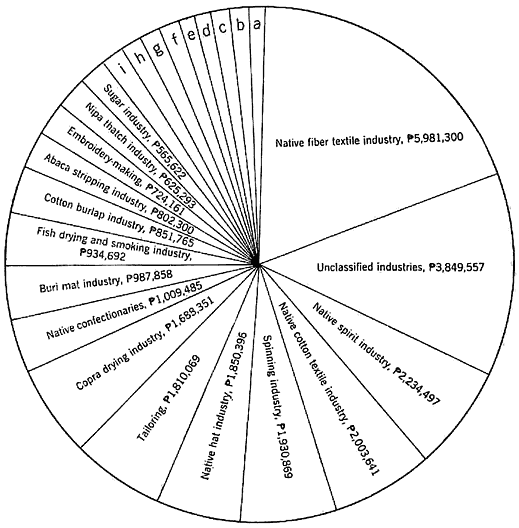 Native fiber textile industry, ₱5,981,300
Unclassified industries, ₱3,849,557
Native spirit industry, ₱2,234,497
Native cotton textile industry, ₱2,003,641
Spinning industry, ₱1,930,869
Native hat industry, ₱1,850,396
Tailoring, ₱1,810,069
Copra drying industry, ₱1,688,351
Native confectionaries, ₱1,009,485
Buri mat industry, ₱987,858
Fish drying and smoking industry,
₱934,692
Cotton burlap industry, ₱851,765
Abaca stripping industry, ₱802,300
Embroidery-making, ₱724,161
Nipa thatch industry, ₱625,293
Sugar industry, ₱565,622
i
h
g
f
e
d
c
b
a